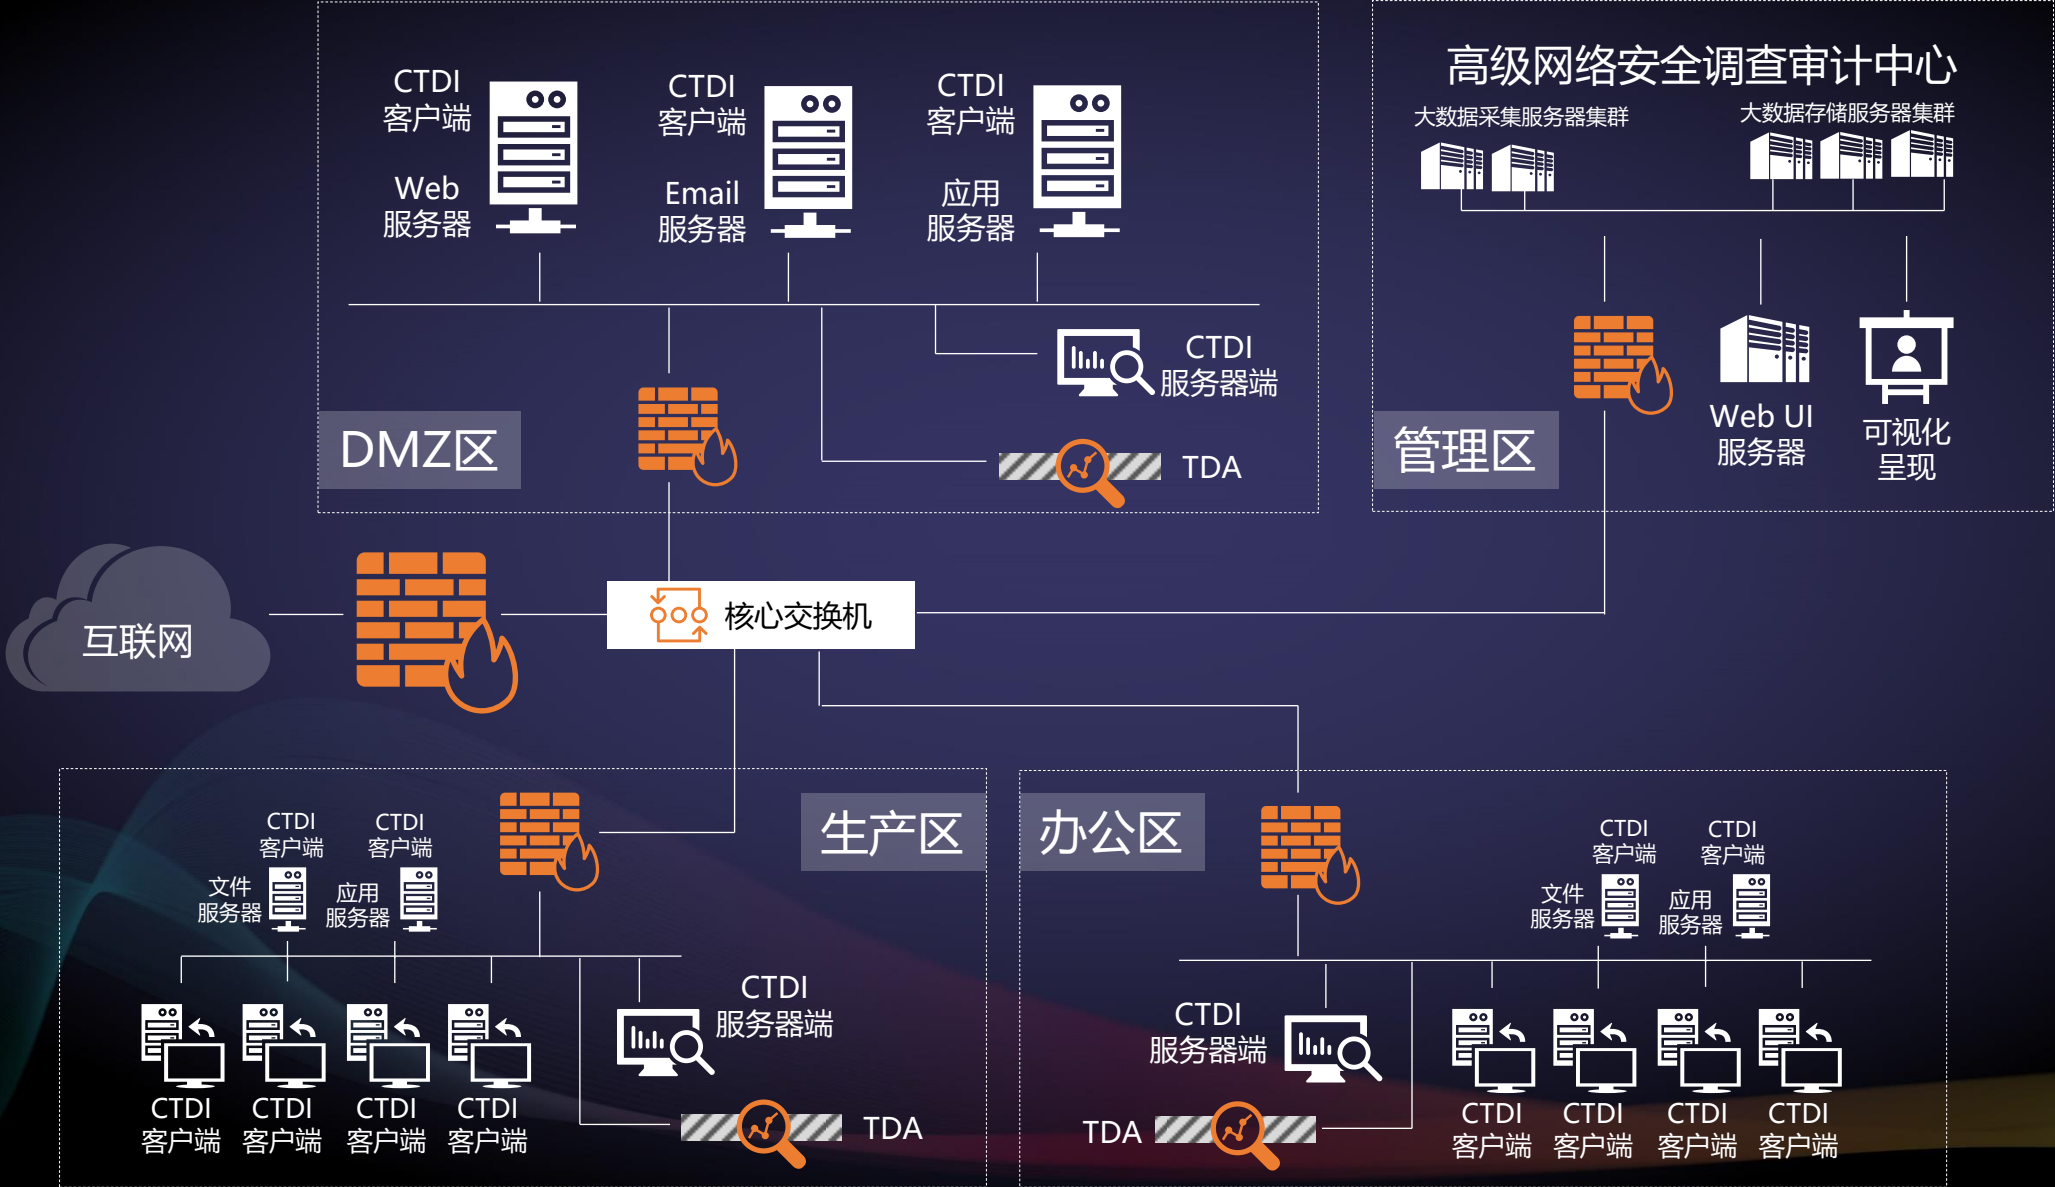 CTDI
客户端
Web
服务器
CTDI
客户端
Email
服务器
CTDI
客户端
应用
服务器
CTDI
服务器端
TDA
DMZ区
高级网络安全调查审计中心
大数据采集服务器集群
大数据存储服务器集群
管理区
Web UI
服务器
可视化
呈现
互联网
核心交换机
生产区
CTDI
客户端
CTDI
客户端
文件
服务器
应用
服务器
CTDI
服务器端
CTDI
客户端
CTDI
客户端
CTDI
客户端
CTDI
客户端
TDA
办公区
CTDI
客户端
CTDI
客户端
文件
服务器
应用
服务器
CTDI
服务器端
TDA
CTDI
客户端
CTDI
客户端
CTDI
客户端
CTDI
客户端